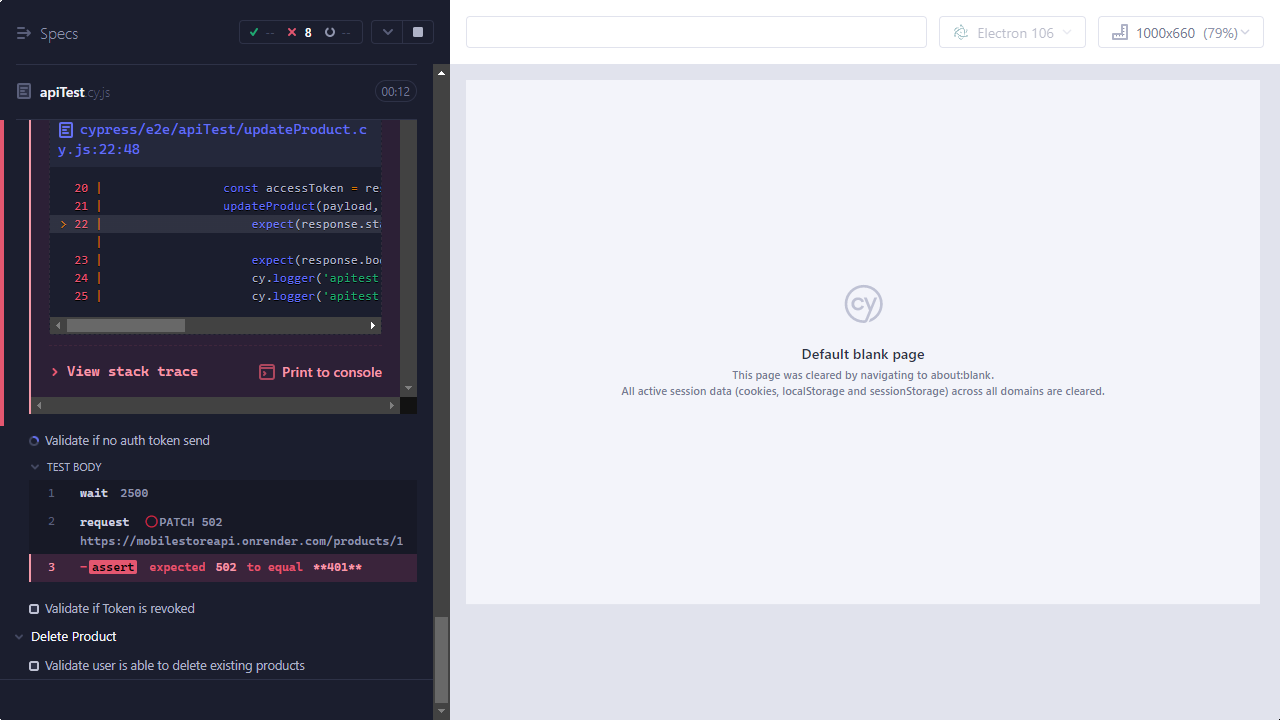 Specs
--
8
--
apiTest.cy.js
00:12
cypress/e2e/apiTest/updateProduct.c
y.js:22:48
20 | const accessToken = res
21 | updateProduct(payload,
> 22 | expect(response.sta
|
23 | expect(response.bod
24 | cy.logger('apitest
25 | cy.logger('apitest
View stack trace
Print to console
Validate if no auth token send
TEST BODY
1 wait 2500
2 request PATCH 502
https://mobilestoreapi.onrender.com/products/1
3 -assert expected 502 to equal **401**
Validate if Token is revoked
Delete Product
Validate user is able to delete existing products
Electron 106
1000x660 (79%)
cy
Default blank page
This page was cleared by navigating to about:blank.
All active session data (cookies, localStorage and sessionStorage) across all domains are cleared.